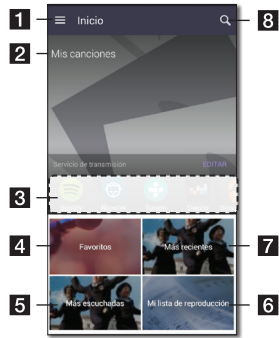 1
Inicio
8
2
Mis canciones
Servicio de transmisión
EDITAR
3
4
Favoritos
Más recientes
7
5
Más escuchadas
Mi lista de reproducción
6